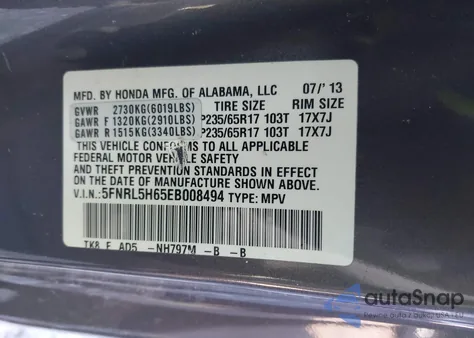 MFD. BY HONDA MFG. OF ALABAMA, LLC 07/'13
GVWR 2730KG(6019LBS) TIRE SIZE RIM SIZE
GAWR F 1320KG(2910LBS) P235/65R17 103T 17X7J
GAWR R 1515KG(3340LBS) P235/65R17 103T 17X7J
THIS VEHICLE CONFORMS TO ALL APPLICABLE
FEDERAL MOTOR VEHICLE SAFETY
AND THEFT PREVENTION STANDARDS IN EFFECT
ON THE DATE OF MANUFACTURE SHOWN ABOVE.
V.I.N.: 5FNRL5H65EB008494 TYPE: MPV
TK8 E AD5 -NH797M -B -B
autoSnap